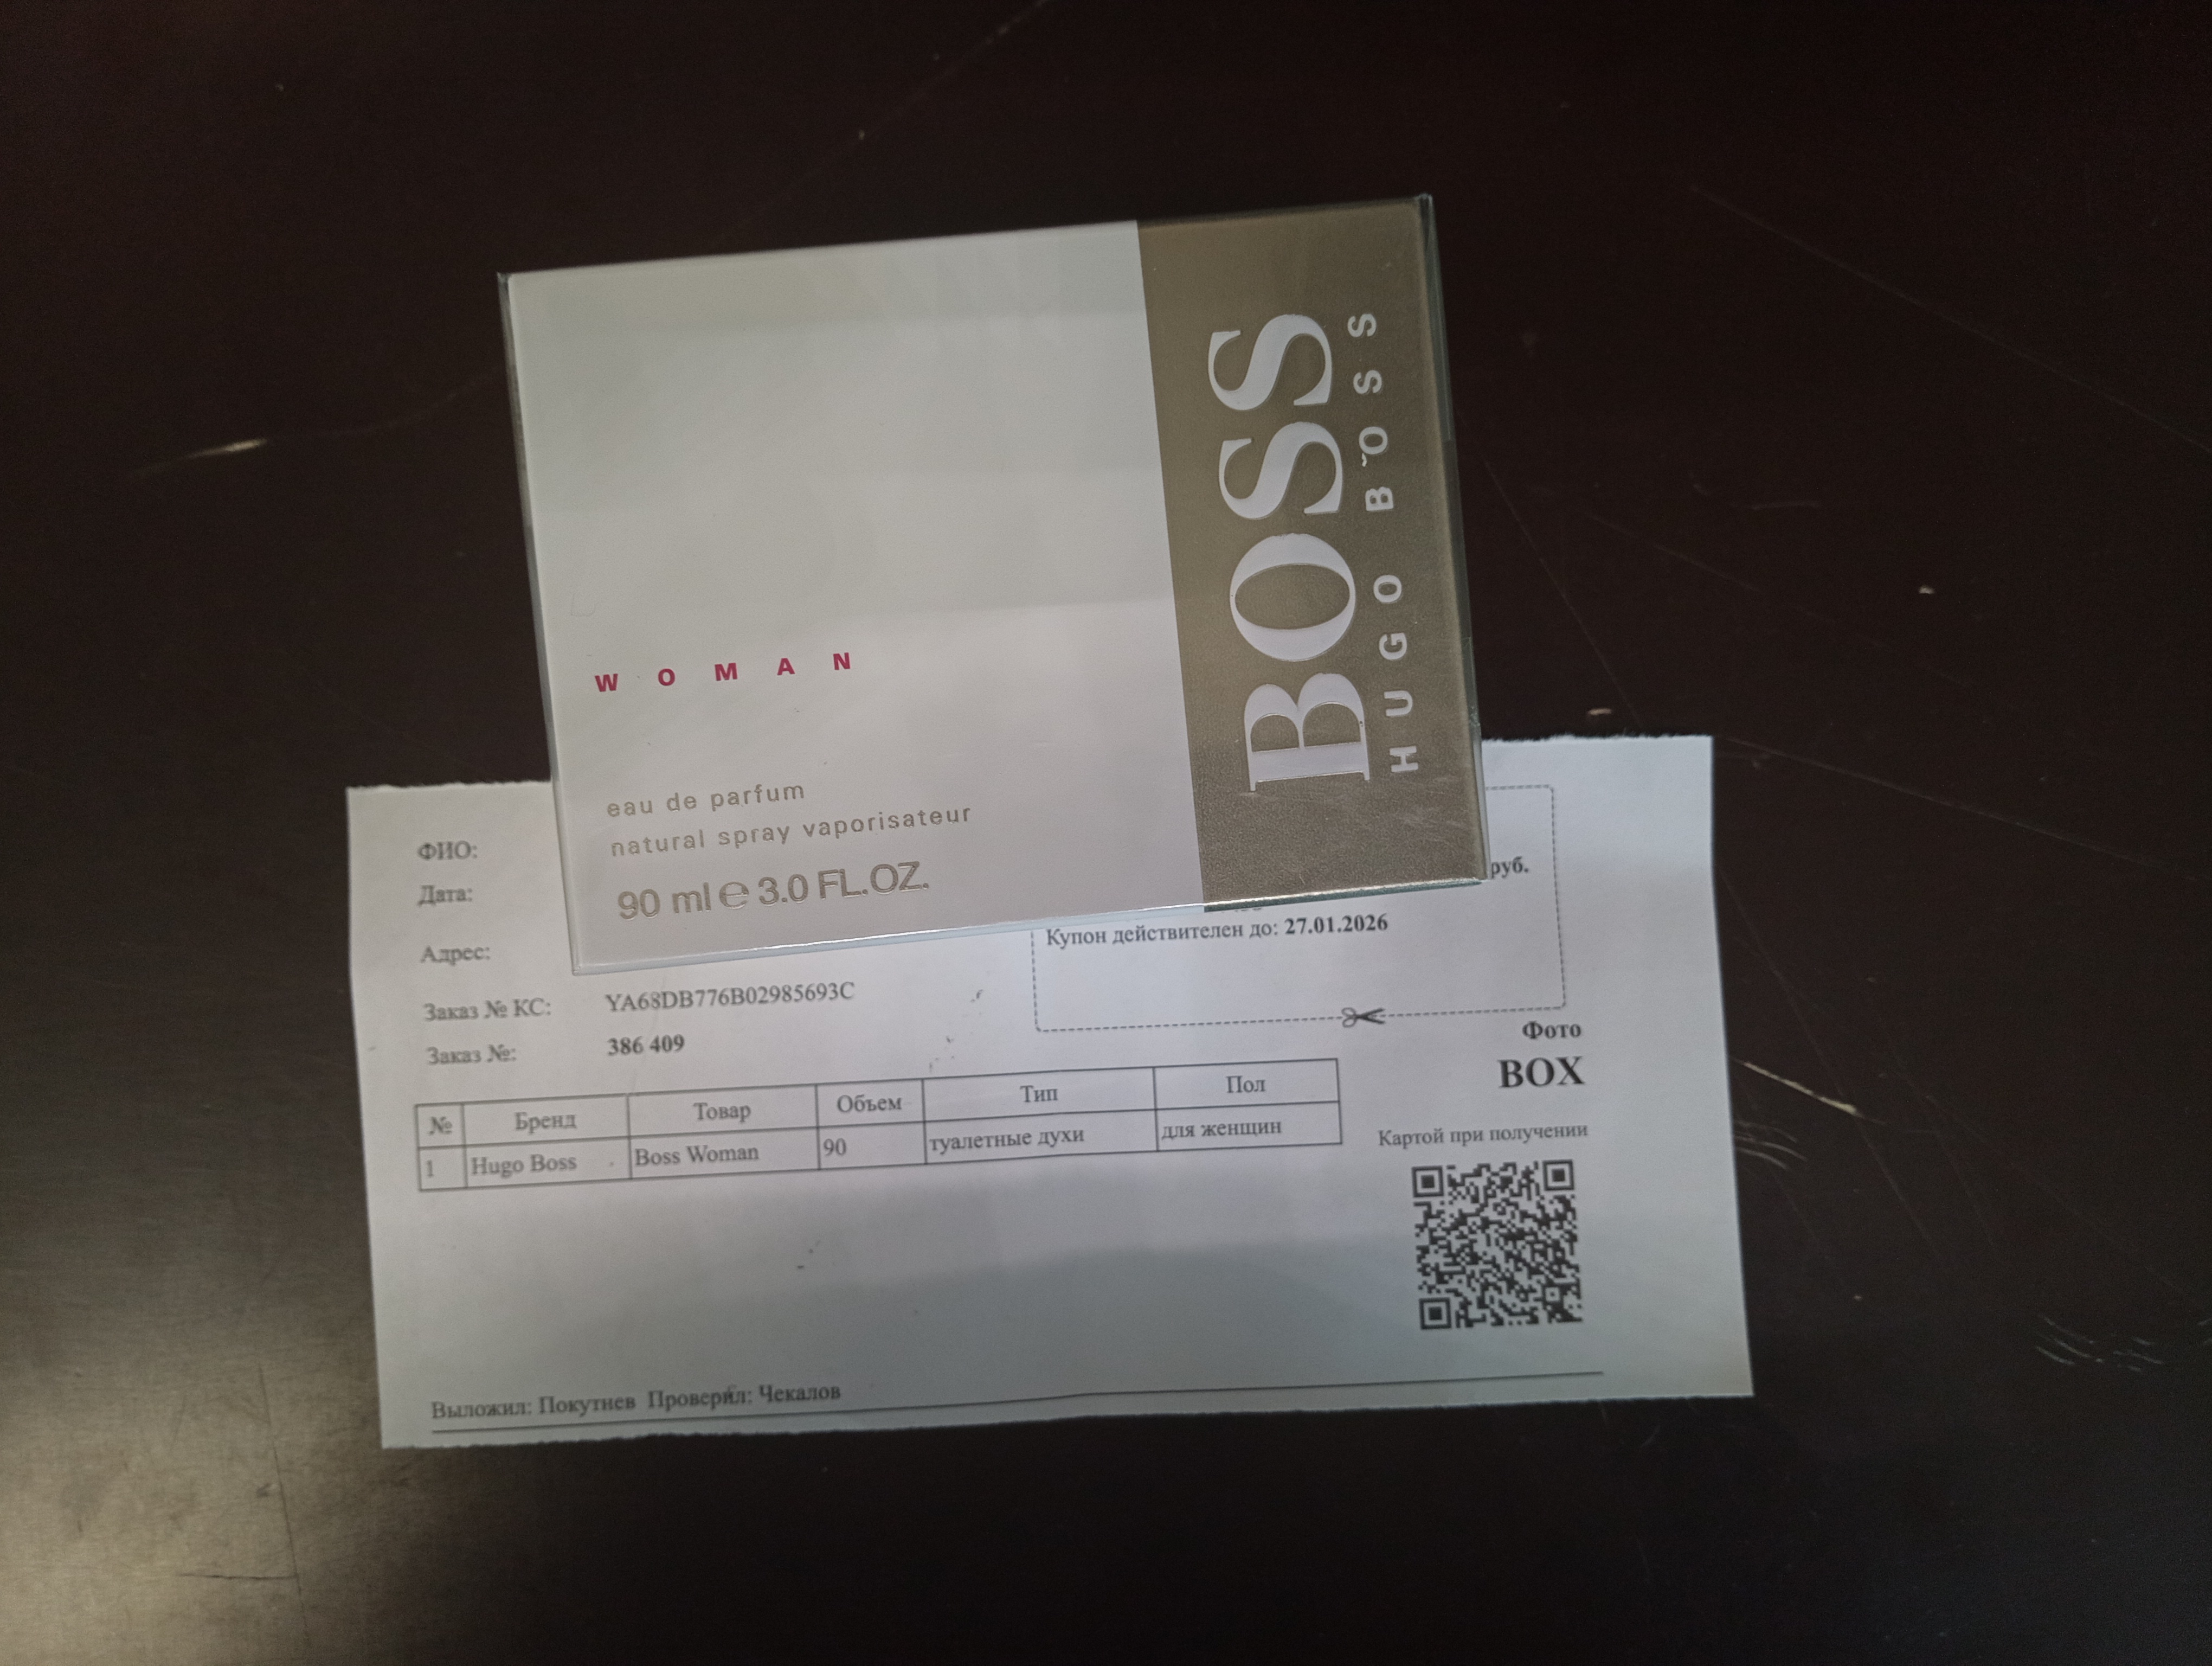 BOSS
HUGO BOSS
WOMAN
eau de parfum
natural spray vaporisateur
90 ml e 3.0 FL.OZ.
ФИО:
Дата:
Адрес:
Заказ № КС: YA68DB776B02985693C
Заказ №: 386 409
руб.
Купон действителен до: 27.01.2026
Фото
BOX
Картой при получении
№ Бренд Товар Объем Тип Пол
1 Hugo Boss Boss Woman 90 туалетные духи для женщин
Выложил: Покутнев Проверил: Чекалов